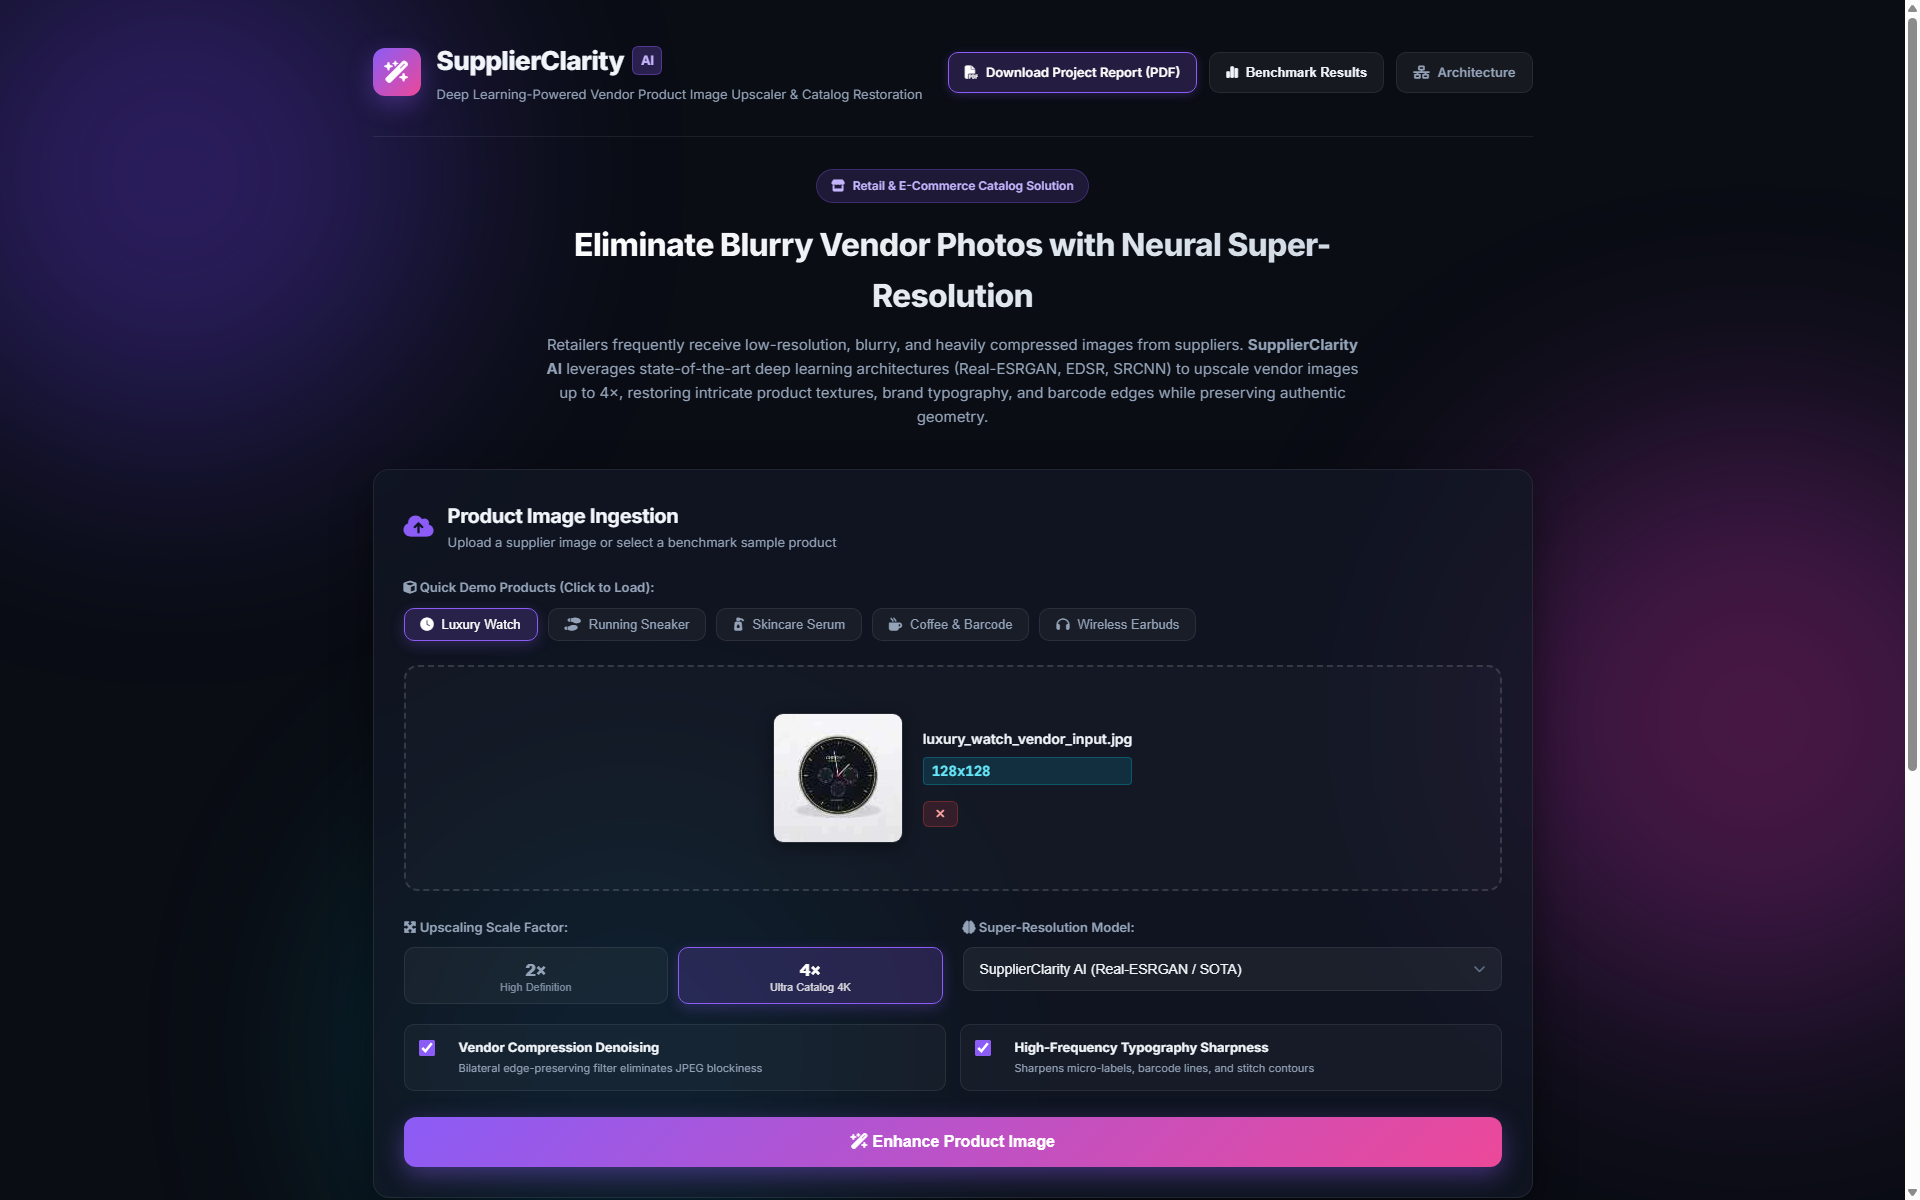 SupplierClarity AI
Deep Learning-Powered Vendor Product Image Upscaler & Catalog Restoration
Download Project Report (PDF)
Benchmark Results
Architecture
Retail & E-Commerce Catalog Solution
Eliminate Blurry Vendor Photos with Neural Super-
Resolution
Retailers frequently receive low-resolution, blurry, and heavily compressed images from suppliers. SupplierClarity
AI leverages state-of-the-art deep learning architectures (Real-ESRGAN, EDSR, SRCNN) to upscale vendor images
up to 4×, restoring intricate product textures, brand typography, and barcode edges while preserving authentic
geometry.
Product Image Ingestion
Upload a supplier image or select a benchmark sample product
Quick Demo Products (Click to Load):
Luxury Watch
Running Sneaker
Skincare Serum
Coffee & Barcode
Wireless Earbuds
luxury_watch_vendor_input.jpg
128x128
Upscaling Scale Factor:
2×
High Definition
4×
Ultra Catalog 4K
Super-Resolution Model:
SupplierClarity AI (Real-ESRGAN / SOTA)
Vendor Compression Denoising
Bilateral edge-preserving filter eliminates JPEG blockiness
High-Frequency Typography Sharpness
Sharpens micro-labels, barcode lines, and stitch contours
Enhance Product Image